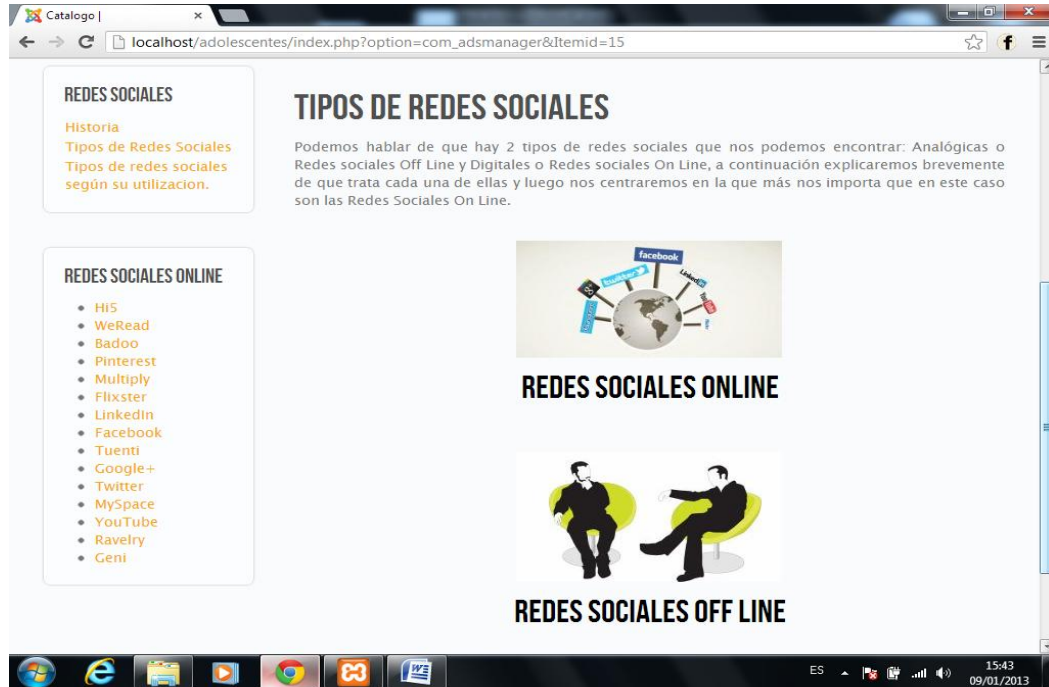 Catalogo |
localhost/adolescentes/index.php?option=com_adsmanager&Itemid=15
REDES SOCIALES
Historia
Tipos de Redes Sociales
Tipos de redes sociales
según su utilizacion.
REDES SOCIALES ONLINE
Hi5
WeRead
Badoo
Pinterest
Multiply
Flixster
LinkedIn
Facebook
Tuenti
Google+
Twitter
MySpace
YouTube
Ravelry
Geni
TIPOS DE REDES SOCIALES
Podemos hablar de que hay 2 tipos de redes sociales que nos podemos encontrar: Analógicas o
Redes sociales Off Line y Digitales o Redes sociales On Line, a continuación explicaremos brevemente
de que trata cada una de ellas y luego nos centraremos en la que más nos importa que en este caso
son las Redes Sociales On Line.
facebook
twitter
LinkedIn
You
Tube
REDES SOCIALES ONLINE
REDES SOCIALES OFF LINE
ES
15:43
09/01/2013